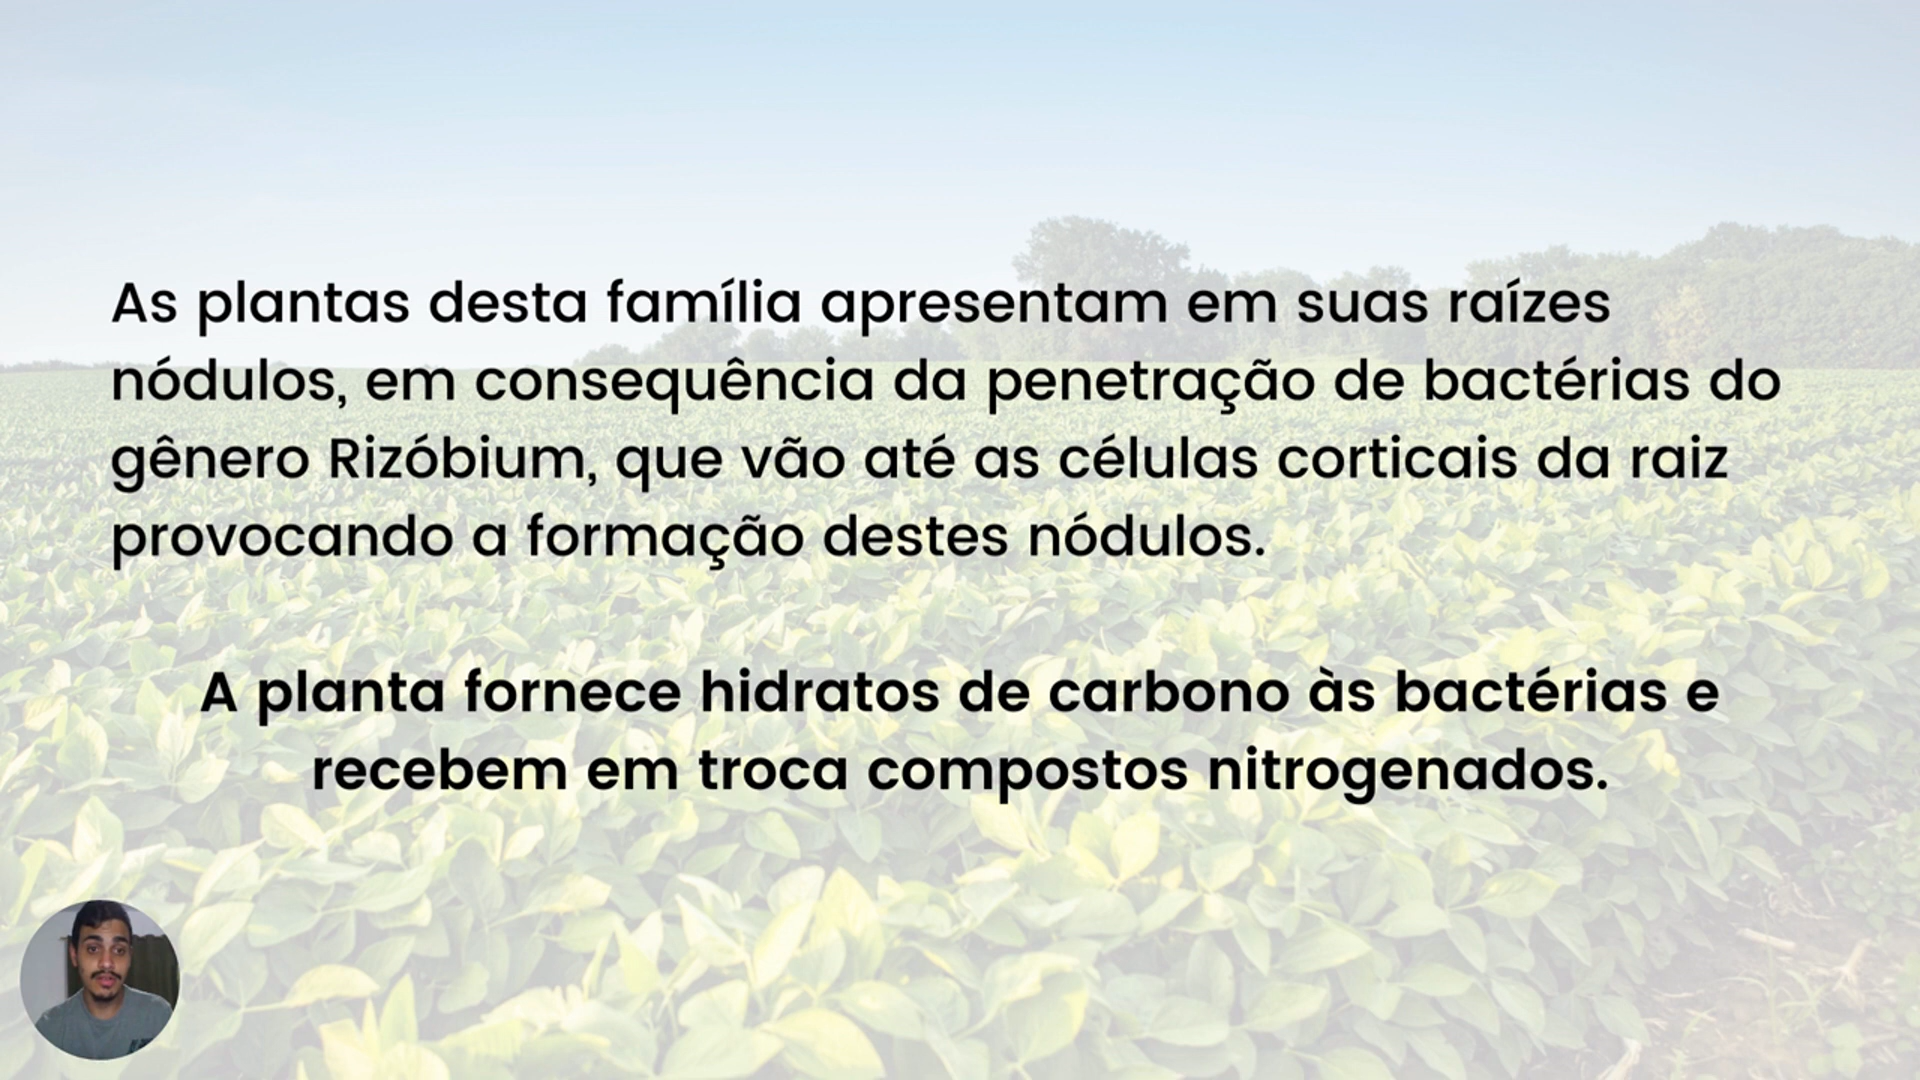 As plantas desta família apresentam em suas raízes
nódulos, em consequência da penetração de bactérias do
gênero Rizóbium, que vão até as células corticais da raiz
provocando a formação destes nódulos.
A planta fornece hidratos de carbono às bactérias e
recebem em troca compostos nitrogenados.